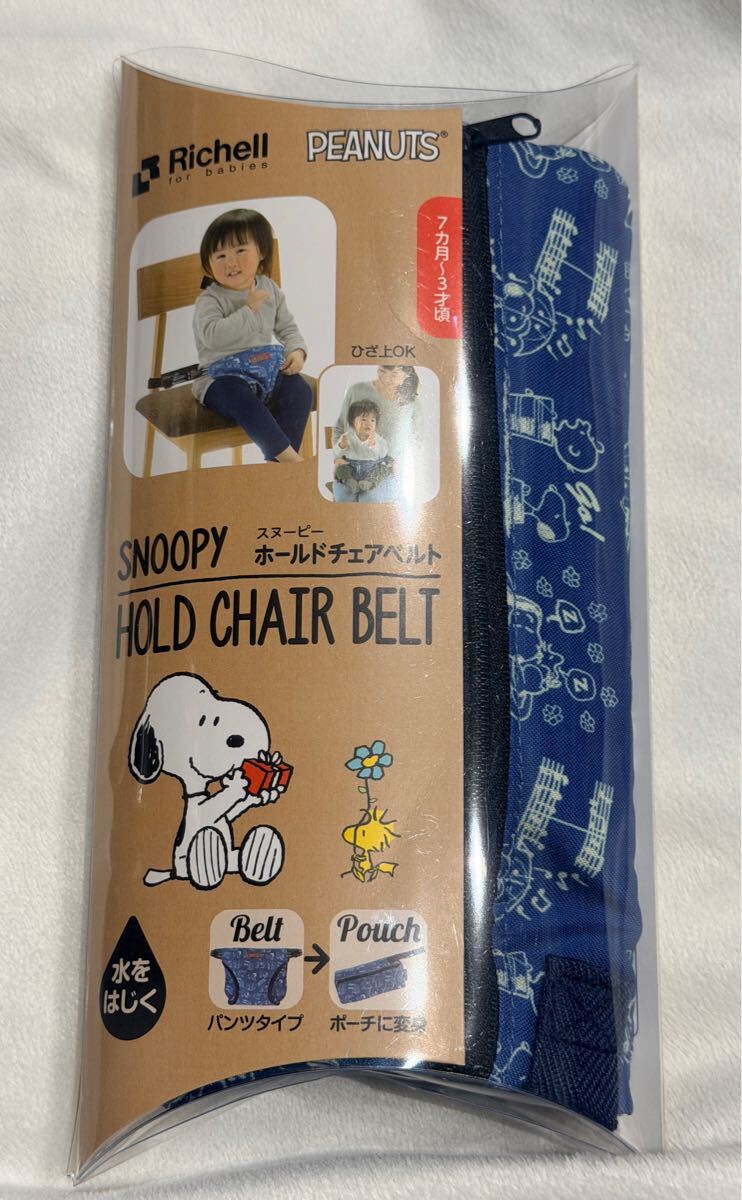 Richell
for babies
PEANUTS®
7カ月~3才頃
ひざ上OK
SNOOPY
スヌーピー
ホールドチェアベルト
HOLD CHAIR BELT
水を
はじく
Belt
Pouch
パンツタイプ
ポーチに変身
go!
z
z